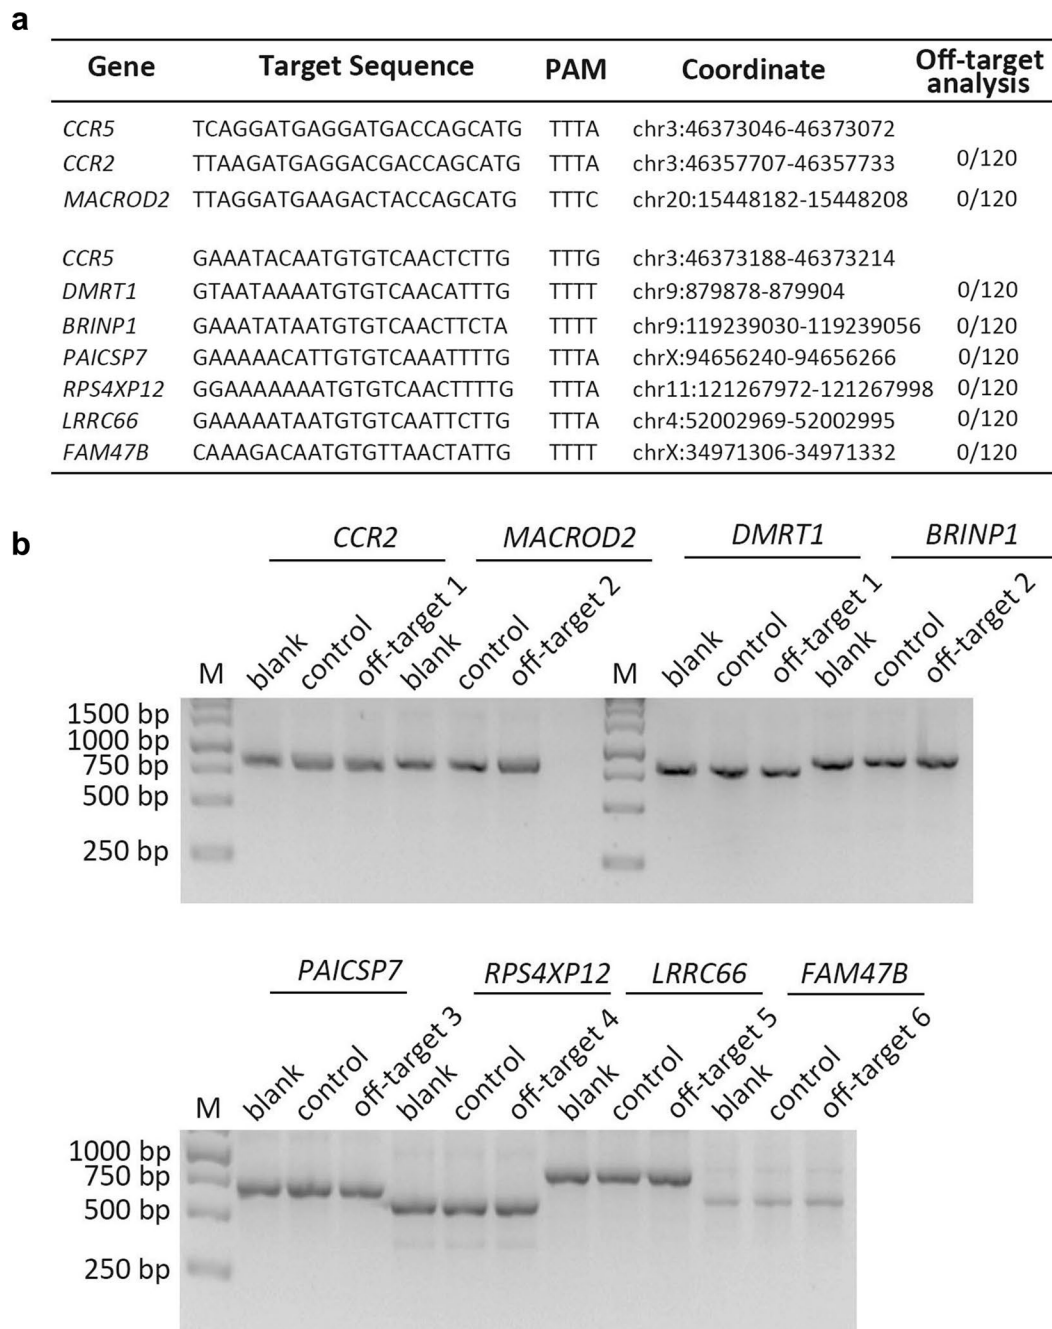 a
Gene Target Sequence PAM Coordinate Off-target analysis
CCR5 TCAGGATGAGGATGACCAGCATG TTTA chr3:46373046-46373072
CCR2 TTAAGATGAGGACGACCAGCATG TTTA chr3:46357707-46357733 0/120
MACROD2 TTAGGATGAAGACTACCAGCATG TTTC chr20:15448182-15448208 0/120
CCR5 GAAATACAATGTGTCAACTCTTG TTTG chr3:46373188-46373214
DMRT1 GTAATAAAATGTGTCAACATTTG TTTT chr9:879878-879904 0/120
BRINP1 GAAATATAATGTGTCAACTTCTA TTTT chr9:119239030-119239056 0/120
PAICSP7 GAAAAACATTGTGTCAAATTTTG TTTA chrX:94656240-94656266 0/120
RPS4XP12 GGAAAAAAATGTGTCAACTTTTG TTTA chr11:121267972-121267998 0/120
LRRC66 GAAAAATAATGTGTCAATTCTTG TTTA chr4:52002969-52002995 0/120
FAM47B CAAAGACAATGTGTTAACTATTG TTTT chrX:34971306-34971332 0/120
b
CCR2 MACROD2 DMRT1 BRINP1
M blank control off-target 1 blank control off-target 2 M blank control off-target 1 blank control off-target 2
1500 bp
1000 bp
750 bp
500 bp
250 bp
PAICSP7 RPS4XP12 LRRC66 FAM47B
M blank control off-target 3 blank control off-target 4 blank control off-target 5 blank control off-target 6
1000 bp
750 bp
500 bp
250 bp